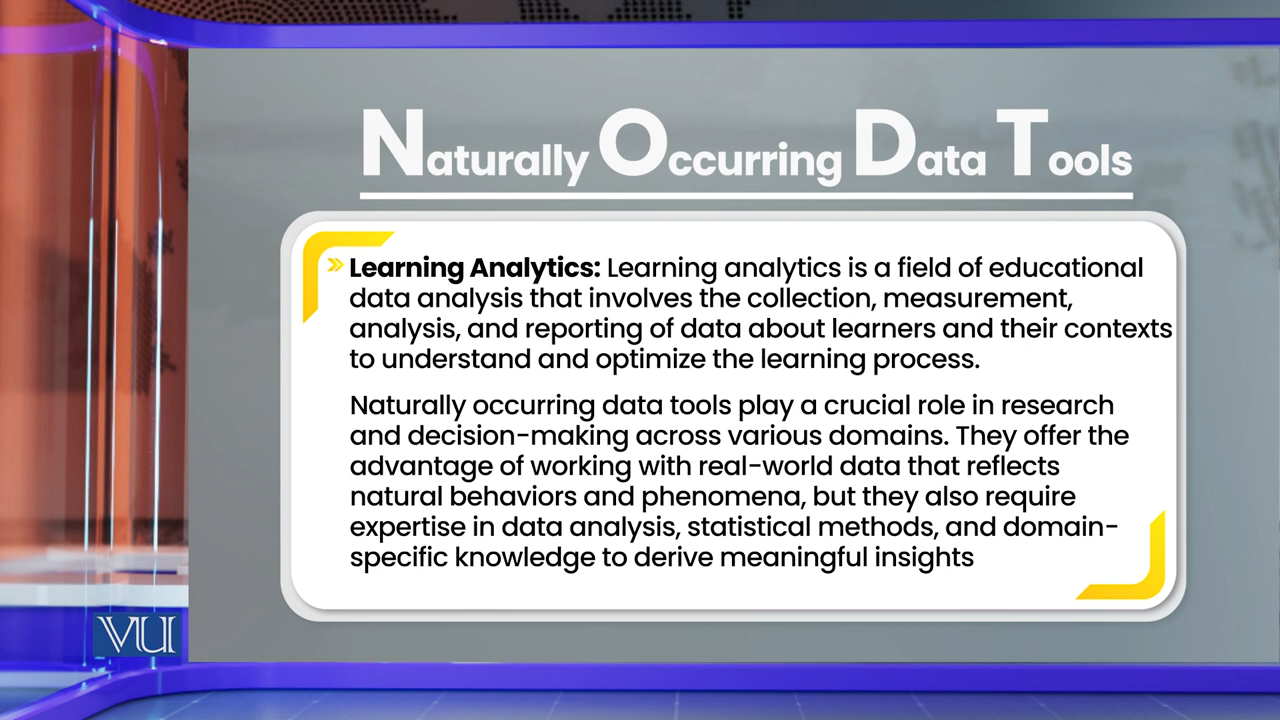 Naturally Occurring Data Tools
» Learning Analytics: Learning analytics is a field of educational
data analysis that involves the collection, measurement,
analysis, and reporting of data about learners and their contexts
to understand and optimize the learning process.
Naturally occurring data tools play a crucial role in research
and decision-making across various domains. They offer the
advantage of working with real-world data that reflects
natural behaviors and phenomena, but they also require
expertise in data analysis, statistical methods, and domain-
specific knowledge to derive meaningful insights
VU